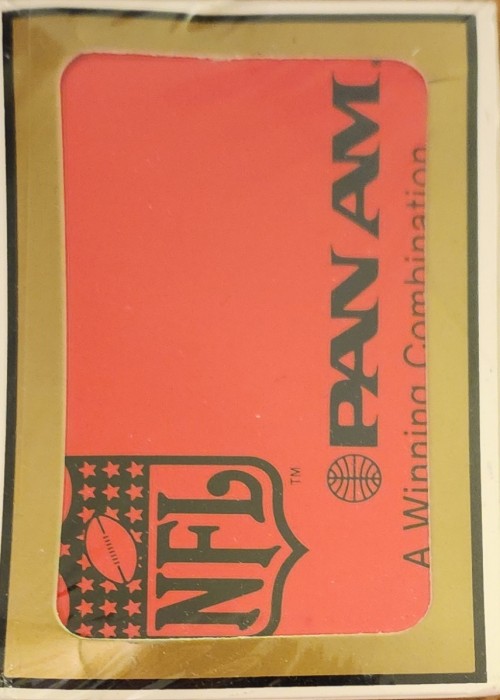 NFL
TM
PAN AM.
A Winning Combination